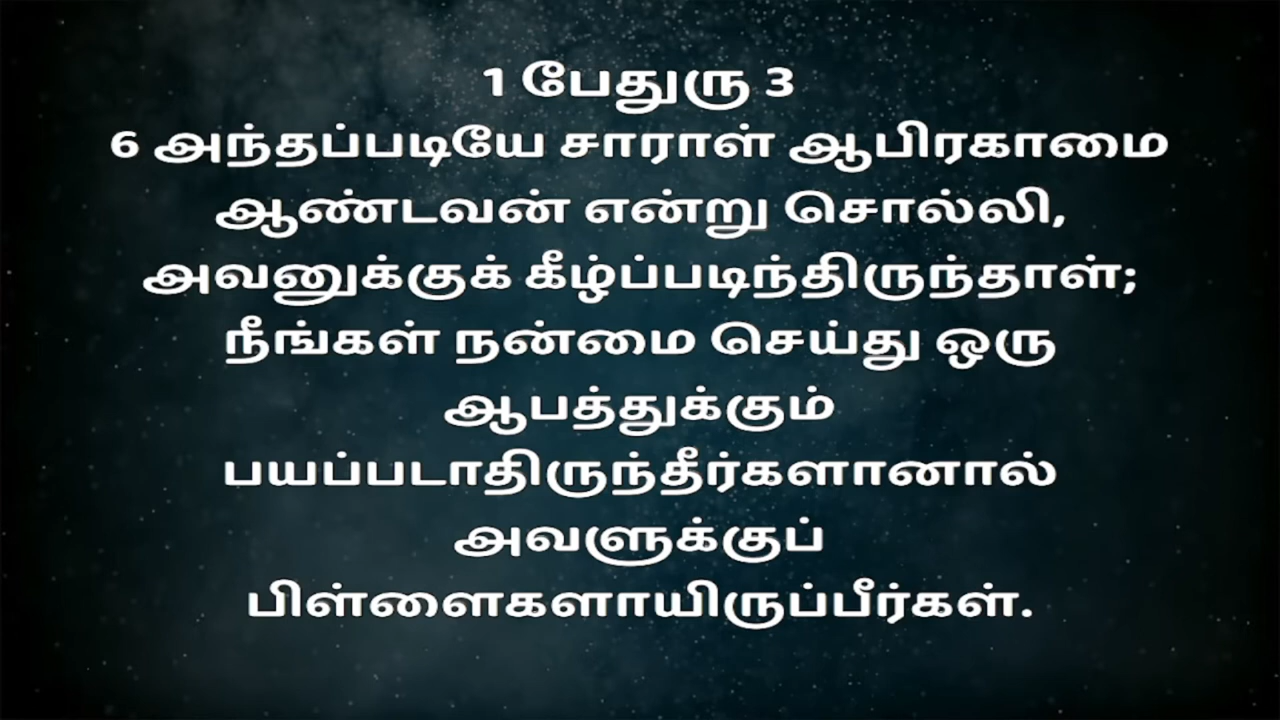 1 பேதுரு 3
6 அந்தப்படியே சாராள் ஆபிரகாமை
ஆண்டவன் என்று சொல்லி,
அவனுக்குக் கீழ்ப்படிந்திருந்தாள்;
நீங்கள் நன்மை செய்து ஒரு
ஆபத்துக்கும்
பயப்படாதிருந்தீர்களானால்
அவளுக்குப்
பிள்ளைகளாயிருப்பீர்கள்.